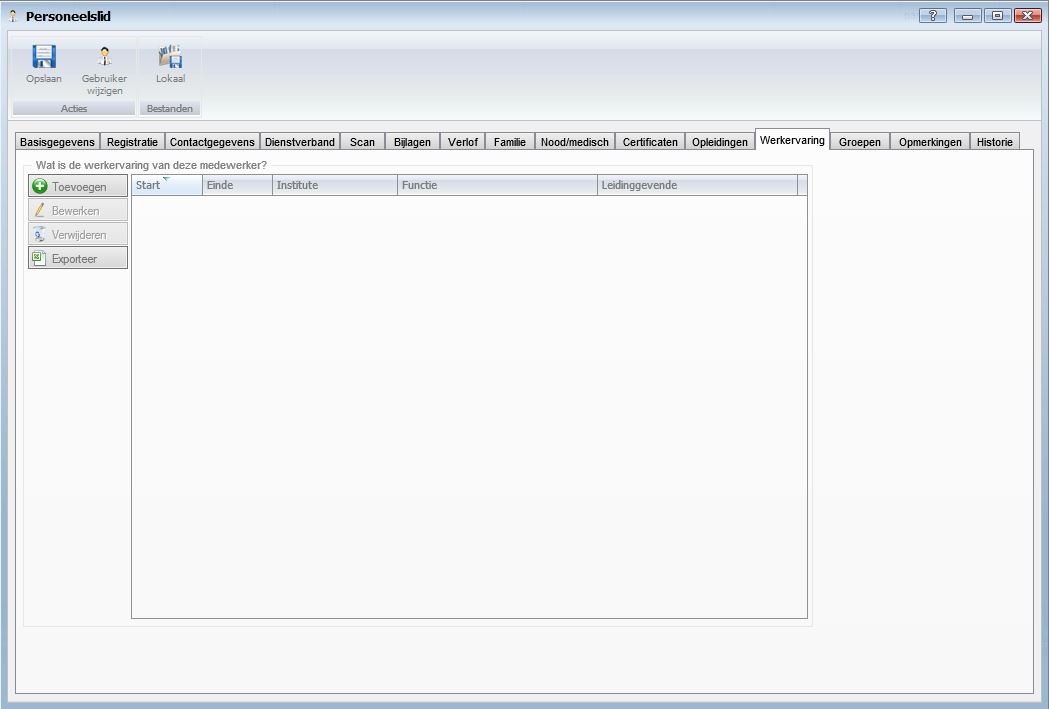 Personeelslid
?
Opslaan
Gebruiker
wijzigen
Lokaal
Acties
Bestanden
Basisgegevens Registratie Contactgegevens Dienstverband Scan Bijlagen Verlof Familie Nood/medisch Certificaten Opleidingen Werkervaring Groepen Opmerkingen Historie
Wat is de werkervaring van deze medewerker?
Toevoegen
Bewerken
Verwijderen
Exporteer
Start Einde Institute Functie Leidinggevende